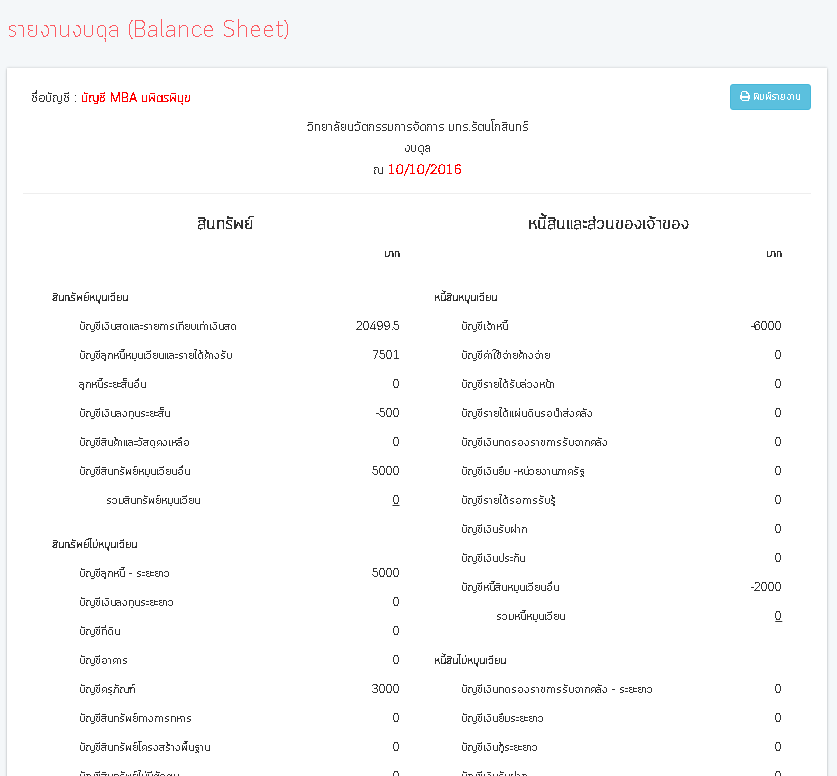 รายงานงบดุล (Balance Sheet)
ชื่อบัญชี : บัญชี MBA บพิตรพิมุข
พิมพ์รายงาน
วิทยาลัยนวัตกรรมการจัดการ มทร.รัตนโกสินทร์
งบดุล
ณ 10/10/2016
สินทรัพย์
บาท
สินทรัพย์หมุนเวียน
บัญชีเงินสดและรายการเทียบเท่าเงินสด 20499.5
บัญชีลูกหนี้หมุนเวียนและรายได้ค้างรับ 7501
ลูกหนี้ระยะสั้นอื่น 0
บัญชีเงินลงทุนระยะสั้น -500
บัญชีสินค้าและวัสดุคงเหลือ 0
บัญชีสินทรัพย์หมุนเวียนอื่น 5000
รวมสินทรัพย์หมุนเวียน 0
สินทรัพย์ไม่หมุนเวียน
บัญชีลูกหนี้ - ระยะยาว 5000
บัญชีเงินลงทุนระยะยาว 0
บัญชีที่ดิน 0
บัญชีอาคาร 0
บัญชีครุภัณฑ์ 3000
บัญชีสินทรัพย์ทางการทหาร 0
บัญชีสินทรัพย์โครงสร้างพื้นฐาน 0
บัญชีสินทรัพย์ไม่มีตัวตน 0
หนี้สินและส่วนของเจ้าของ
บาท
หนี้สินหมุนเวียน
บัญชีเจ้าหนี้ -6000
บัญชีค่าใช้จ่ายค้างจ่าย 0
บัญชีรายได้รับล่วงหน้า 0
บัญชีรายได้แผ่นดินรอนำส่งคลัง 0
บัญชีเงินทดรองราชการรับจากคลัง 0
บัญชีเงินยืม -หน่วยงานภาครัฐ 0
บัญชีรายได้รอการรับรู้ 0
บัญชีเงินรับฝาก 0
บัญชีเงินประกัน 0
บัญชีหนี้สินหมุนเวียนอื่น -2000
รวมหนี้หมุนเวียน 0
หนี้สินไม่หมุนเวียน
บัญชีเงินทดรองราชการรับจากคลัง - ระยะยาว 0
บัญชีเงินยืมระยะยาว 0
บัญชีเงินกู้ระยะยาว 0
บัญชีเงินรับฝาก 0